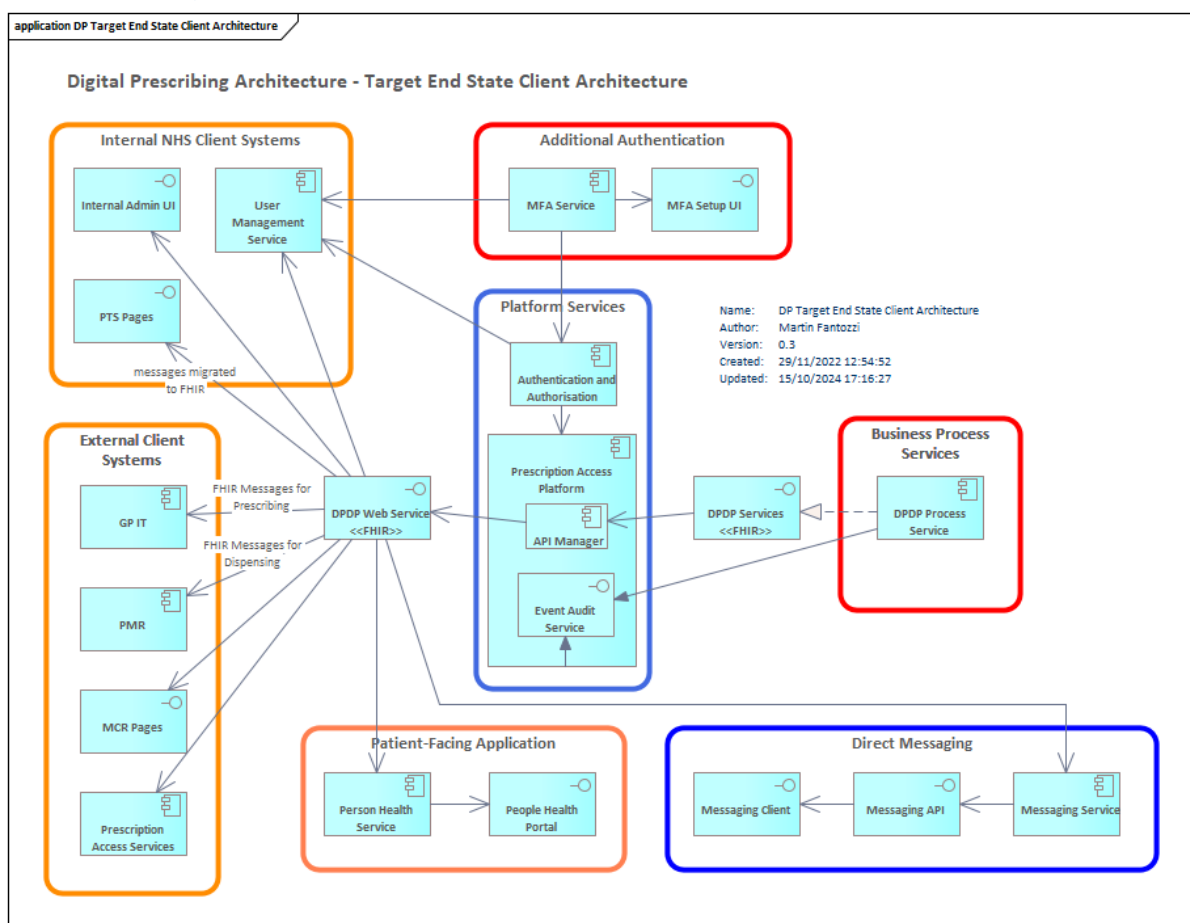 application DP Target End State Client Architecture
Digital Prescribing Architecture - Target End State Client Architecture
Internal NHS Client Systems
Internal Admin UI
User
Management
Service
PTS Pages
messages migrated
to FHIR
Additional Authentication
MFA Service
MFA Setup UI
Platform Services
Authentication and
Authorisation
Prescription Access
Platform
API Manager
Event Audit
Service
Name: DP Target End State Client Architecture
Author: Martin Fantozzi
Version: 0.3
Created: 29/11/2022 12:54:52
Updated: 15/10/2024 17:16:27
Business Process
Services
DPDP Process
Service
DPDP Services
<<FHIR>>
DPDP Web Service
<<FHIR>>
External Client
Systems
GP IT
FHIR Messages for
Prescribing
FHIR Messages for
Dispensing
PMR
MCR Pages
Prescription
Access Services
Patient-Facing Application
Person Health
Service
People Health
Portal
Direct Messaging
Messaging Client
Messaging API
Messaging Service